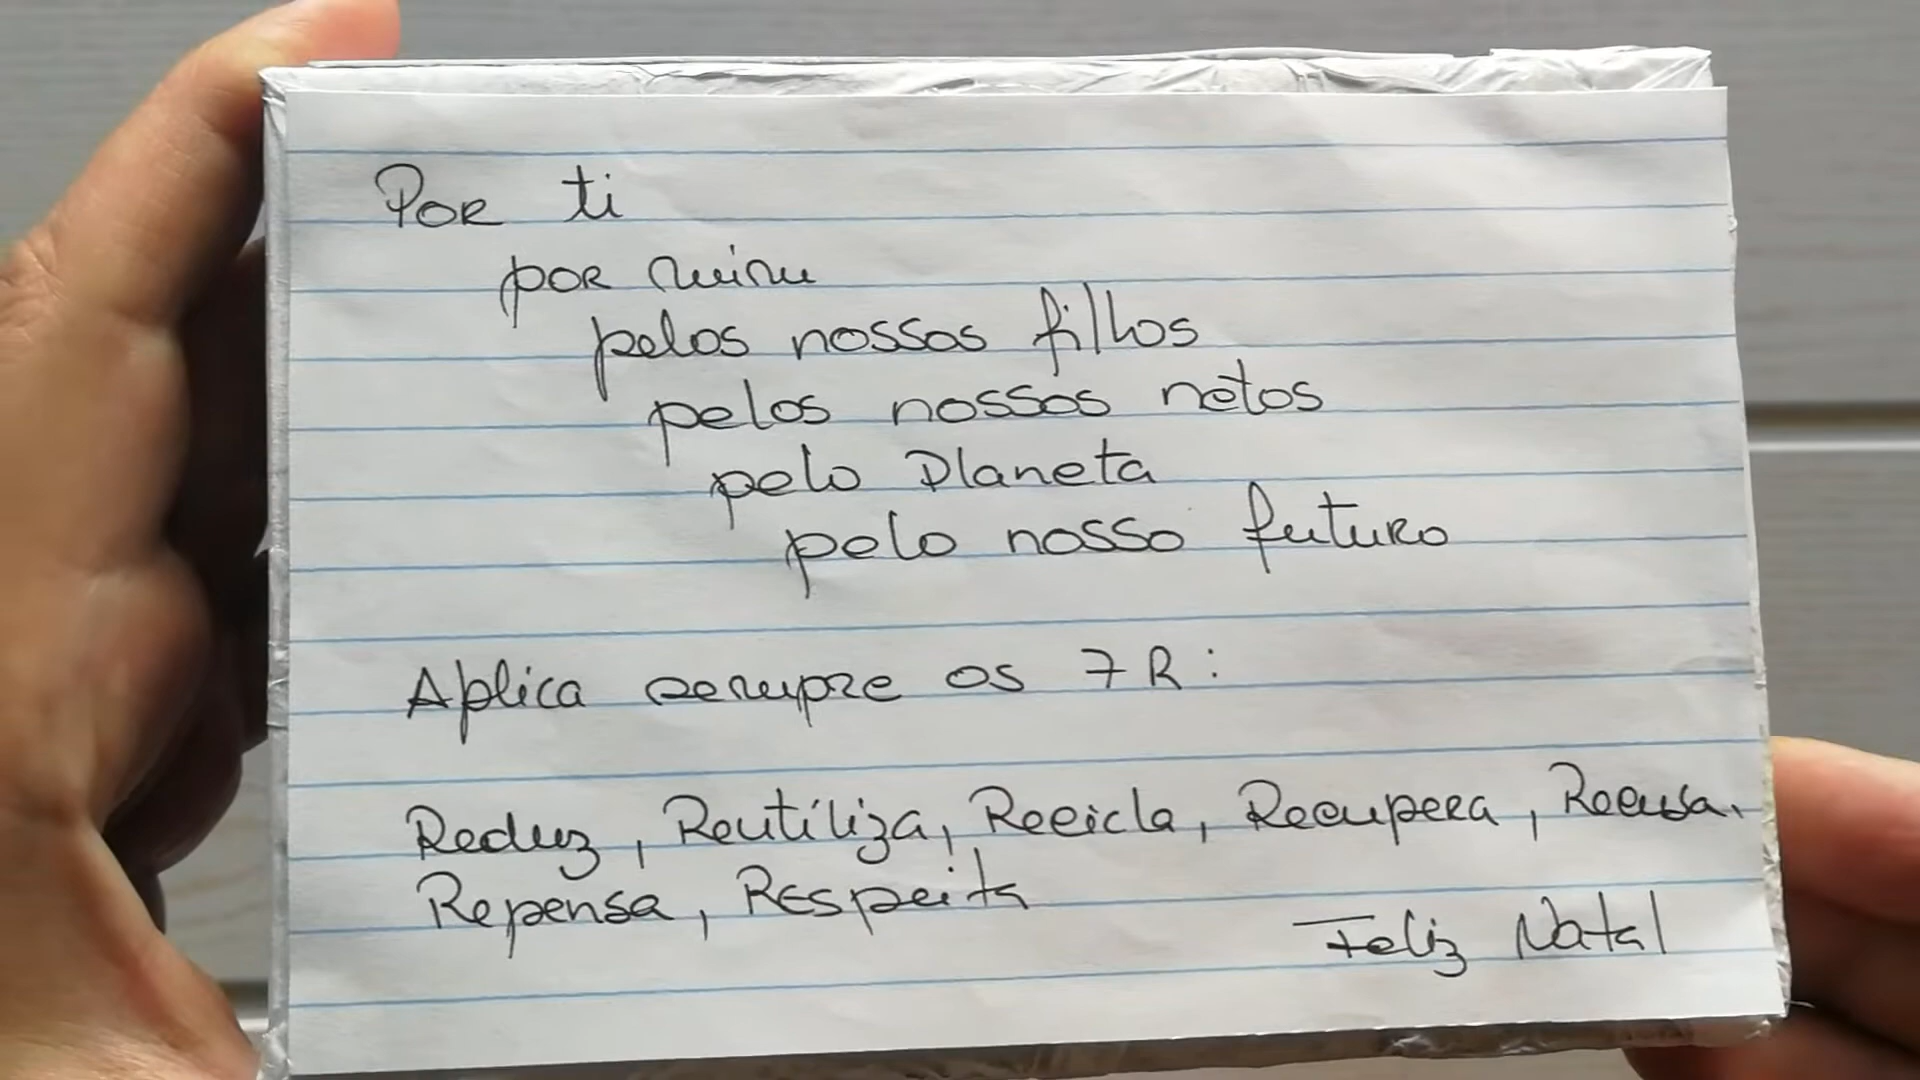 Por ti
por mim
pelos nossos filhos
pelos nossos netos
pelo Planeta
pelo nosso futuro
Aplica sempre os 7R:
Reduz, Reutiliza, Recicla, Recupera, Recusa,
Repensa, Respeita
Feliz Natal